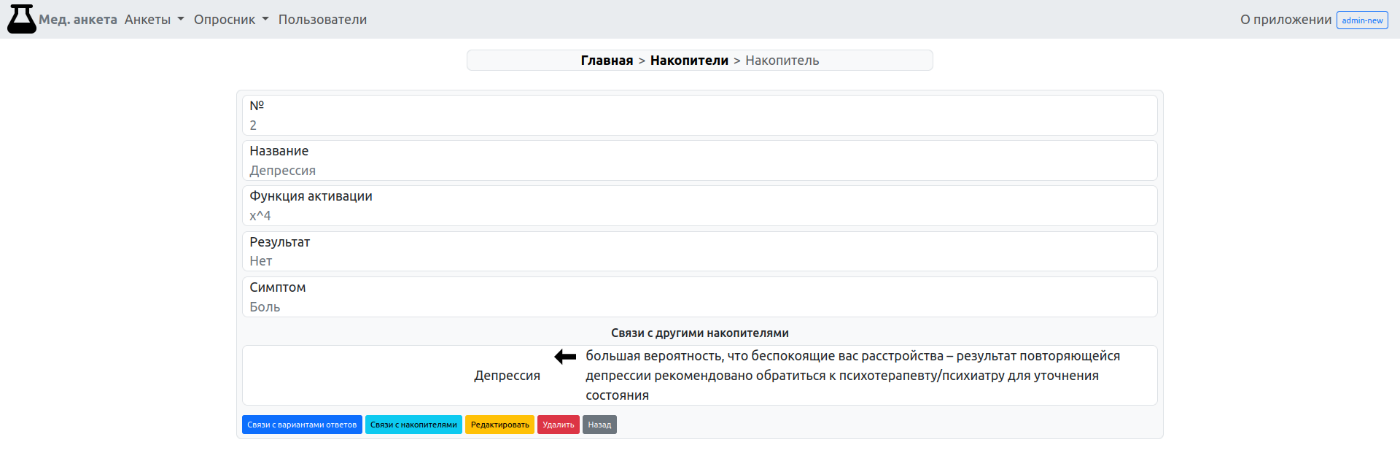 Мед. анкета Анкеты Опросник Пользователи О приложении admin-new
Главная > Накопители > Накопитель
№
2
Название
Депрессия
Функция активации
x^4
Результат
Нет
Симптом
Боль
Связи с другими накопителями
Депрессия
большая вероятность, что беспокоящие вас расстройства – результат повторяющейся
депрессии рекомендовано обратиться к психотерапевту/психиатру для уточнения
состояния
Связи с вариантами ответов Связи с накопителями Редактировать Удалить Назад